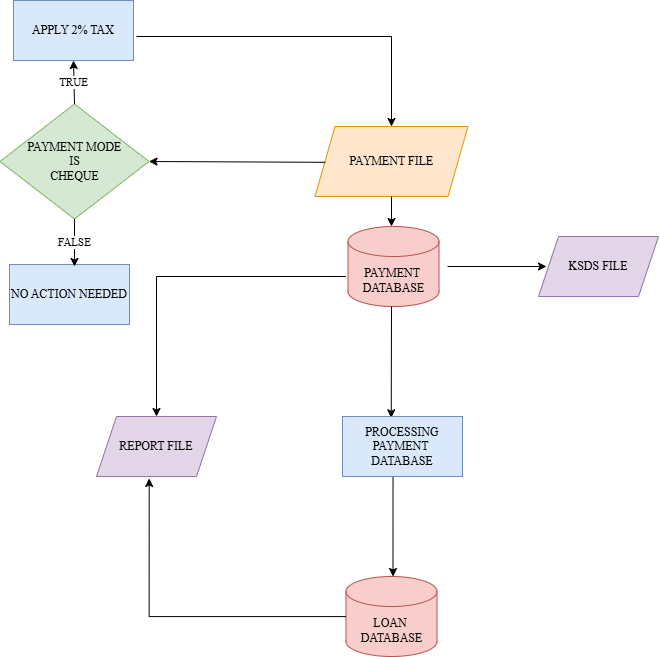 APPLY 2% TAX
TRUE
PAYMENT MODE
IS
CHEQUE
PAYMENT FILE
FALSE
NO ACTION NEEDED
PAYMENT
DATABASE
KSDS FILE
REPORT FILE
PROCESSING
PAYMENT
DATABASE
LOAN
DATABASE